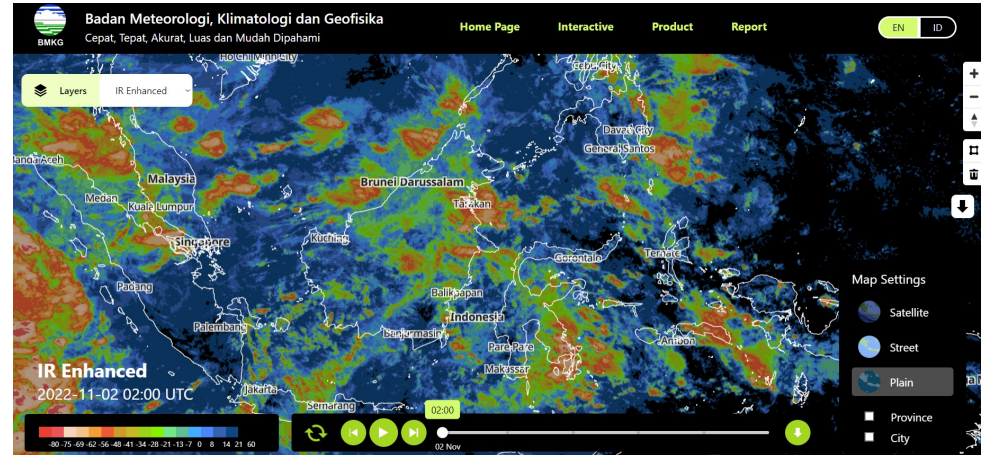 BMKG
Badan Meteorologi, Klimatologi dan Geofisika
Cepat, Tepat, Akurat, Luas dan Mudah Dipahami
Home Page
Interactive
Product
Report
EN
ID
Layers
IR Enhanced
Ho Chi Minh City
Cebu City
Davao City
General Santos
Banda Aceh
Malaysia
Medan
Kuala Lumpur
Brunei Darussalam
Tarakan
Singapore
Kuching
Gorontalo
Ternate
Padang
Balikpapan
Indonesia
Palembang
Banjarmasin
Ambon
Pare-Pare
Makassar
Jakarta
Semarang
Map Settings
Satellite
Street
Plain
Province
City
IR Enhanced
2022-11-02 02:00 UTC
-80 -75 -69 -62 -56 -48 -41 -34 -28 -21 -13 -7 0 8 14 21 60
02:00
02 Nov